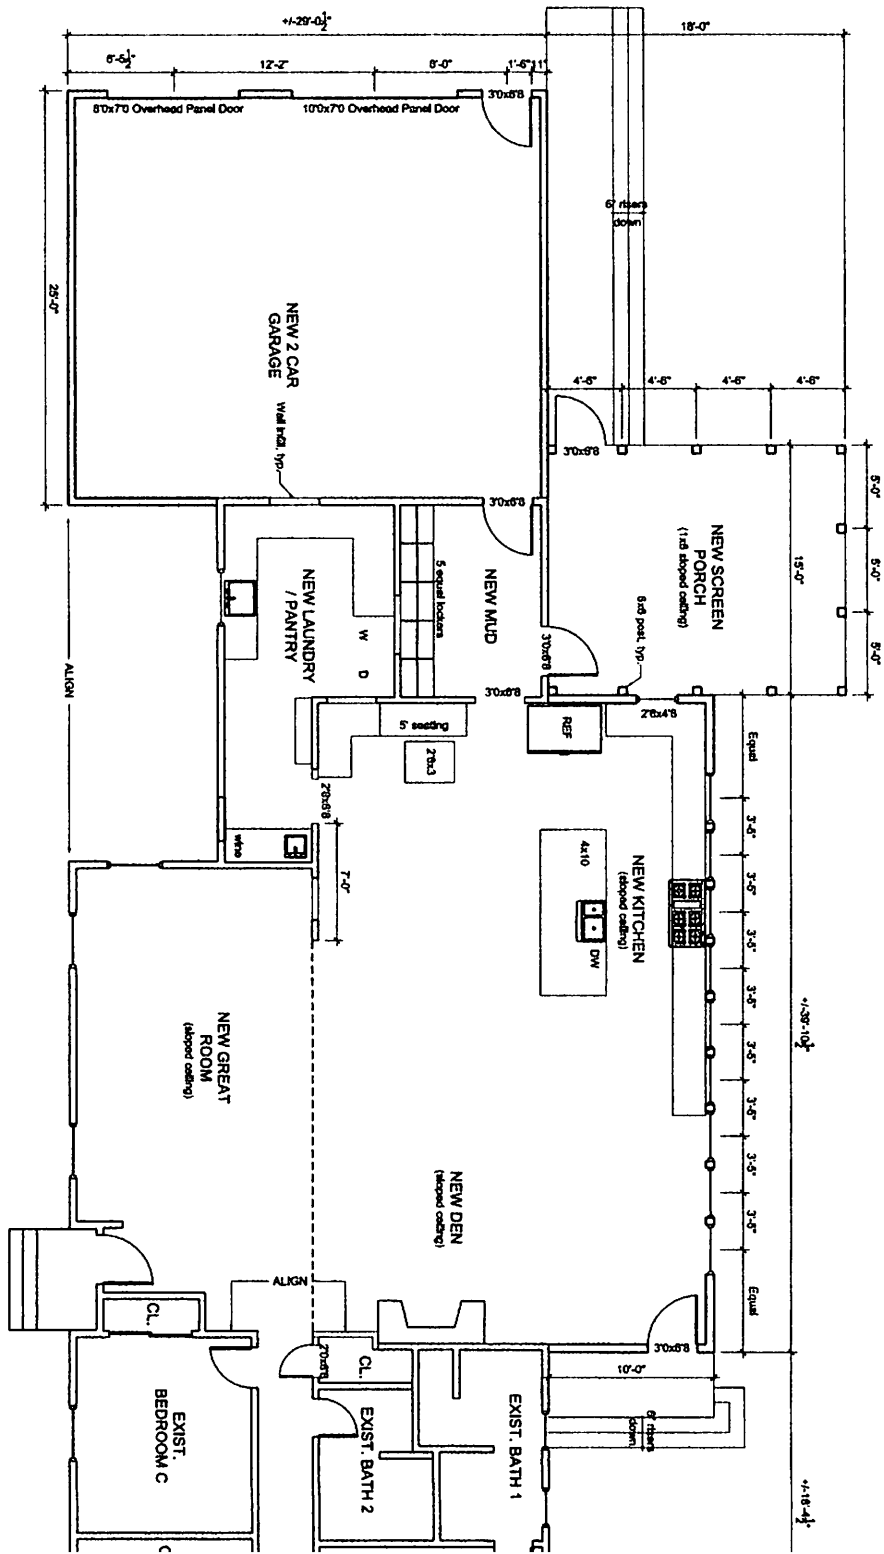 +/-29'-0½"
18'-0"
6'-5½"
12'-2"
8'-0"
1'-6"
11"
3'0x6'8
8'0x7'0 Overhead Panel Door
10'0x7'0 Overhead Panel Door
6" risers
down
25'-0"
NEW 2 CAR
GARAGE
Wall infill, typ.
4'-6"
4'-6"
4'-6"
4'-6"
3'0x6'8
3'0x6'8
5'-0"
5'-0"
5'-0"
15'-0"
NEW SCREEN
PORCH
(1x6 sloped ceiling)
6x6 post, typ.
NEW MUD
5 equal lockers
NEW LAUNDRY
/ PANTRY
W
D
3'0x6'8
3'0x6'8
ALIGN
5' seating
2'6x3
REF
2'6x4'6
Equal
2'0x6'8
wine
7'-0"
4x10
DW
NEW KITCHEN
(sloped ceiling)
3'-6"
3'-6"
3'-6"
3'-6"
3'-6"
3'-6"
3'-6"
3'-6"
Equal
+/-39'-10½"
NEW GREAT
ROOM
(sloped ceiling)
NEW DEN
(sloped ceiling)
ALIGN
CL.
2'0x6'8
CL.
3'0x6'8
10'-0"
6" risers
down
EXIST.
BEDROOM C
EXIST. BATH 2
EXIST. BATH 1
+/-16'-4½"